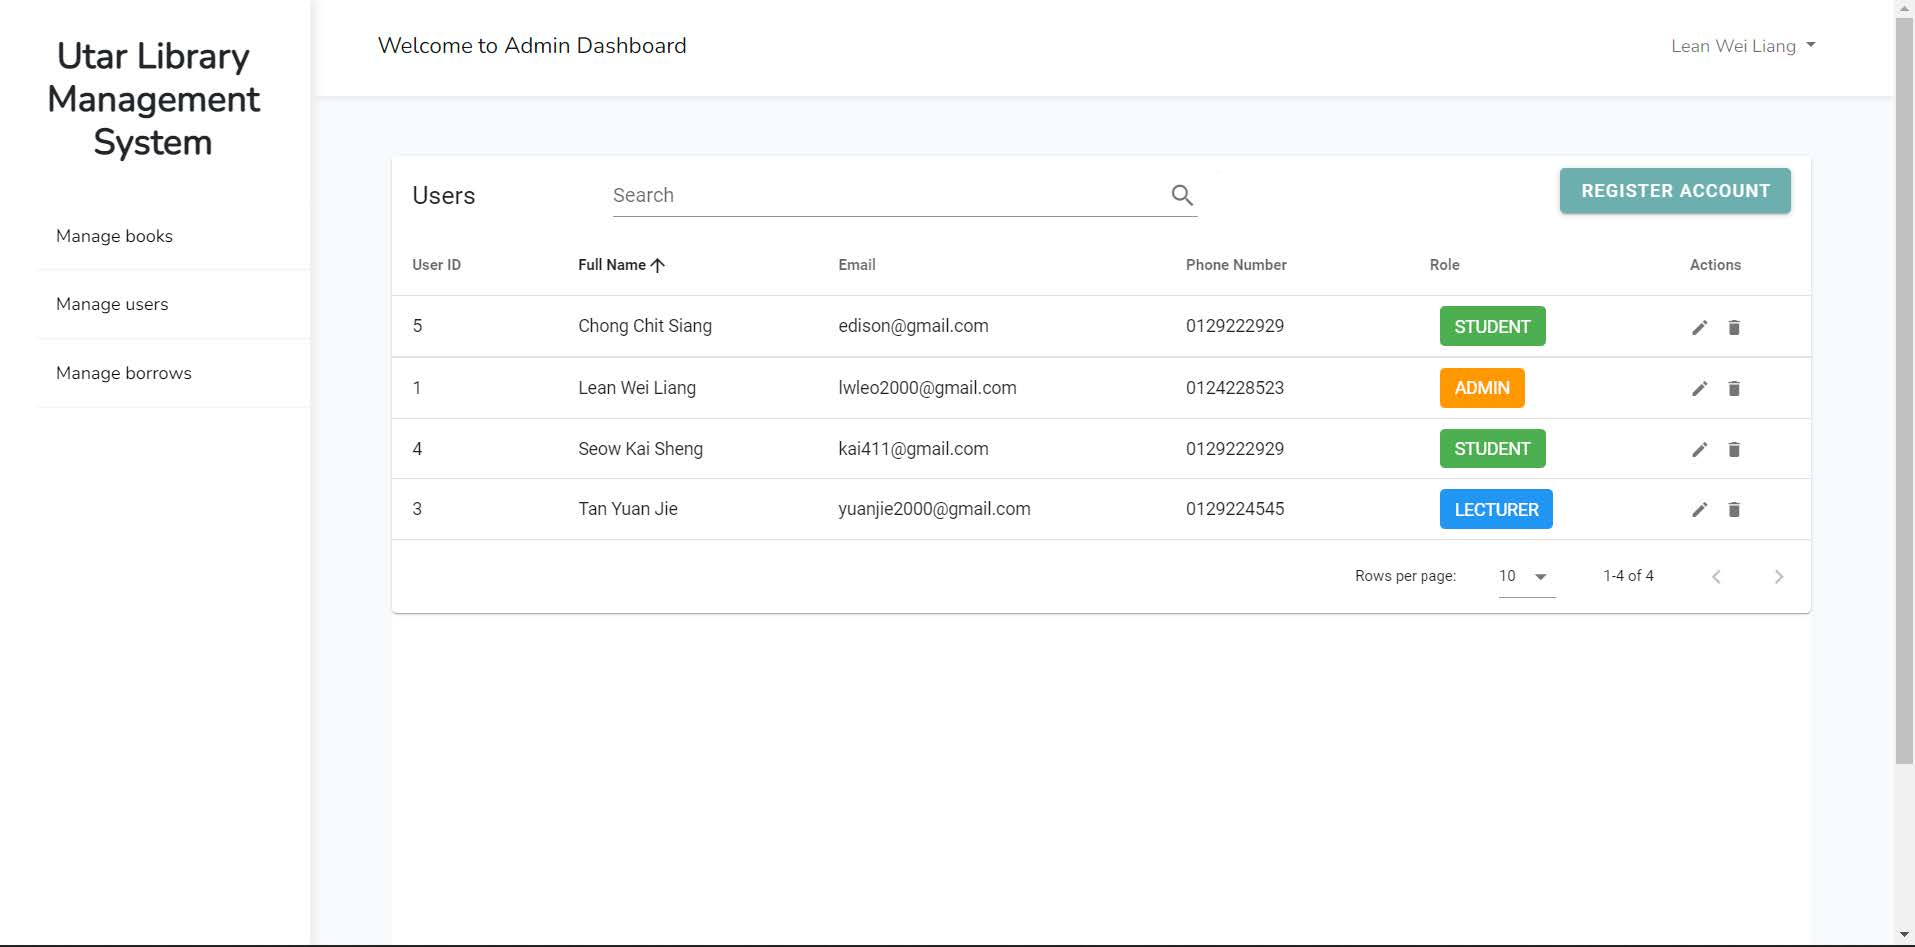 Utar Library
Management
System
Manage books
Manage users
Manage borrows
Welcome to Admin Dashboard
Lean Wei Liang
Users
Search
REGISTER ACCOUNT
User ID Full Name Email Phone Number Role Actions
5 Chong Chit Siang edison@gmail.com 0129222929 STUDENT
1 Lean Wei Liang lwleo2000@gmail.com 0124228523 ADMIN
4 Seow Kai Sheng kai411@gmail.com 0129222929 STUDENT
3 Tan Yuan Jie yuanjie2000@gmail.com 0129224545 LECTURER
Rows per page: 10 1-4 of 4